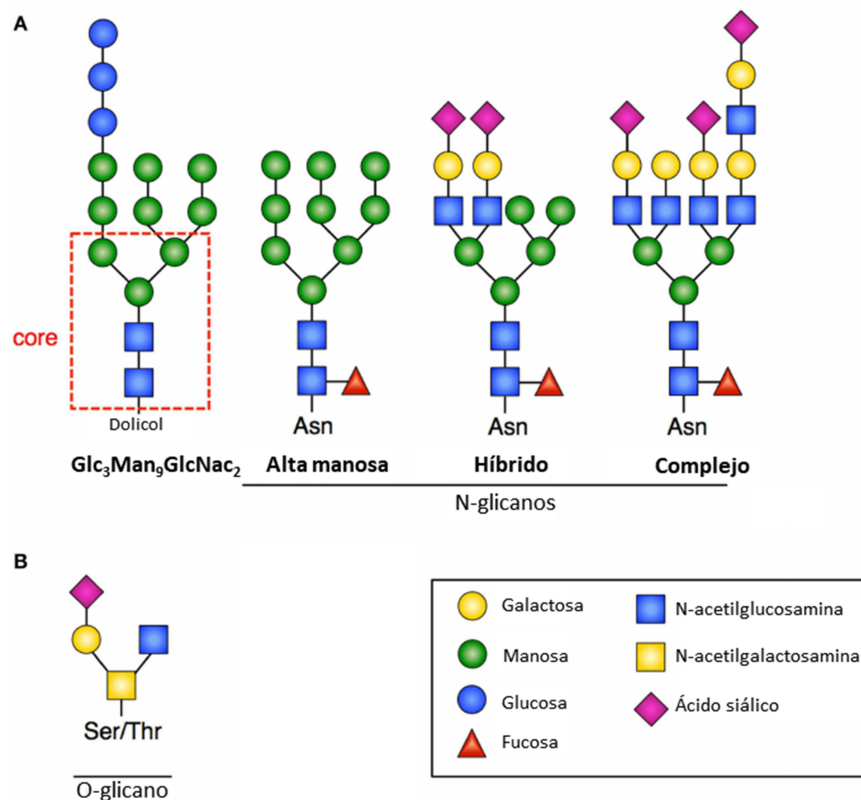 A
core
Dolicol
Asn
Asn
Asn
Glc3Man9GlcNac2
Alta manosa
Híbrido
Complejo
N-glicanos
B
Ser/Thr
O-glicano
Galactosa
N-acetilglucosamina
Manosa
N-acetilgalactosamina
Glucosa
Ácido siálico
Fucosa